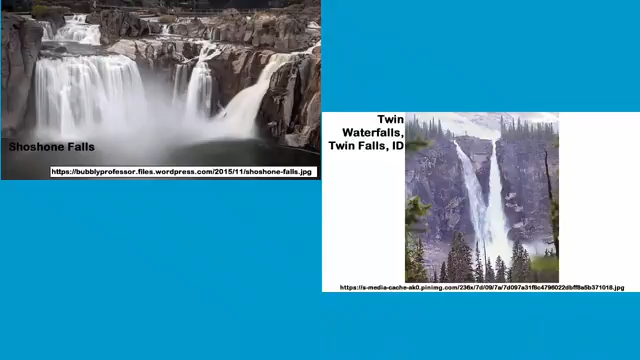 Shoshone Falls
https://bubblyprofessor.files.wordpress.com/2015/11/shoshone-falls.jpg
Twin
Waterfalls,
Twin Falls, ID
https://s-media-cache-ak0.pinimg.com/236x/7d/09/7a/7d097a31f8c4796022dbff8a5b371018.jpg